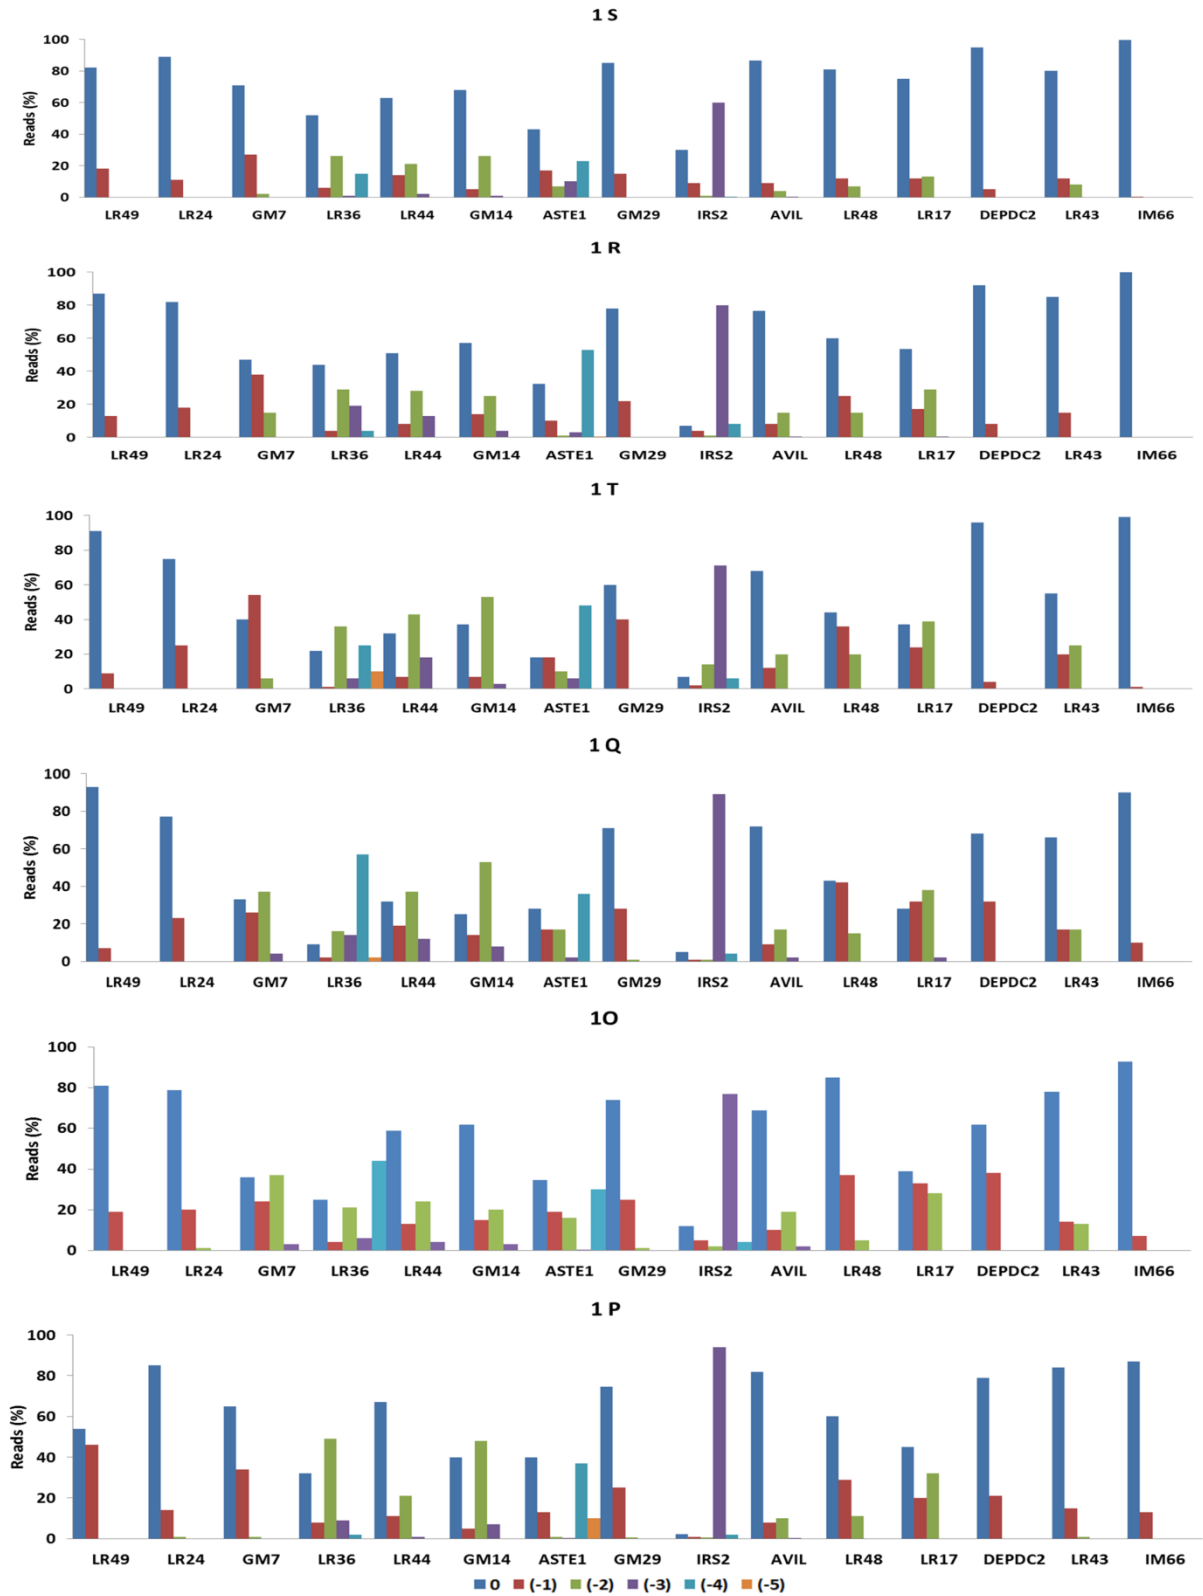 1 S
100
80
60
40
20
0
Reads (%)
LR49 LR24 GM7 LR36 LR44 GM14 ASTE1 GM29 IRS2 AVIL LR48 LR17 DEPDC2 LR43 IM66
1 R
100
80
60
40
20
0
Reads (%)
LR49 LR24 GM7 LR36 LR44 GM14 ASTE1 GM29 IRS2 AVIL LR48 LR17 DEPDC2 LR43 IM66
1 T
100
80
60
40
20
0
Reads (%)
LR49 LR24 GM7 LR36 LR44 GM14 ASTE1 GM29 IRS2 AVIL LR48 LR17 DEPDC2 LR43 IM66
1 Q
100
80
60
40
20
0
Reads (%)
LR49 LR24 GM7 LR36 LR44 GM14 ASTE1 GM29 IRS2 AVIL LR48 LR17 DEPDC2 LR43 IM66
1O
100
80
60
40
20
0
Reads (%)
LR49 LR24 GM7 LR36 LR44 GM14 ASTE1 GM29 IRS2 AVIL LR48 LR17 DEPDC2 LR43 IM66
1 P
100
80
60
40
20
0
Reads (%)
LR49 LR24 GM7 LR36 LR44 GM14 ASTE1 GM29 IRS2 AVIL LR48 LR17 DEPDC2 LR43 IM66
0 (-1) (-2) (-3) (-4) (-5)